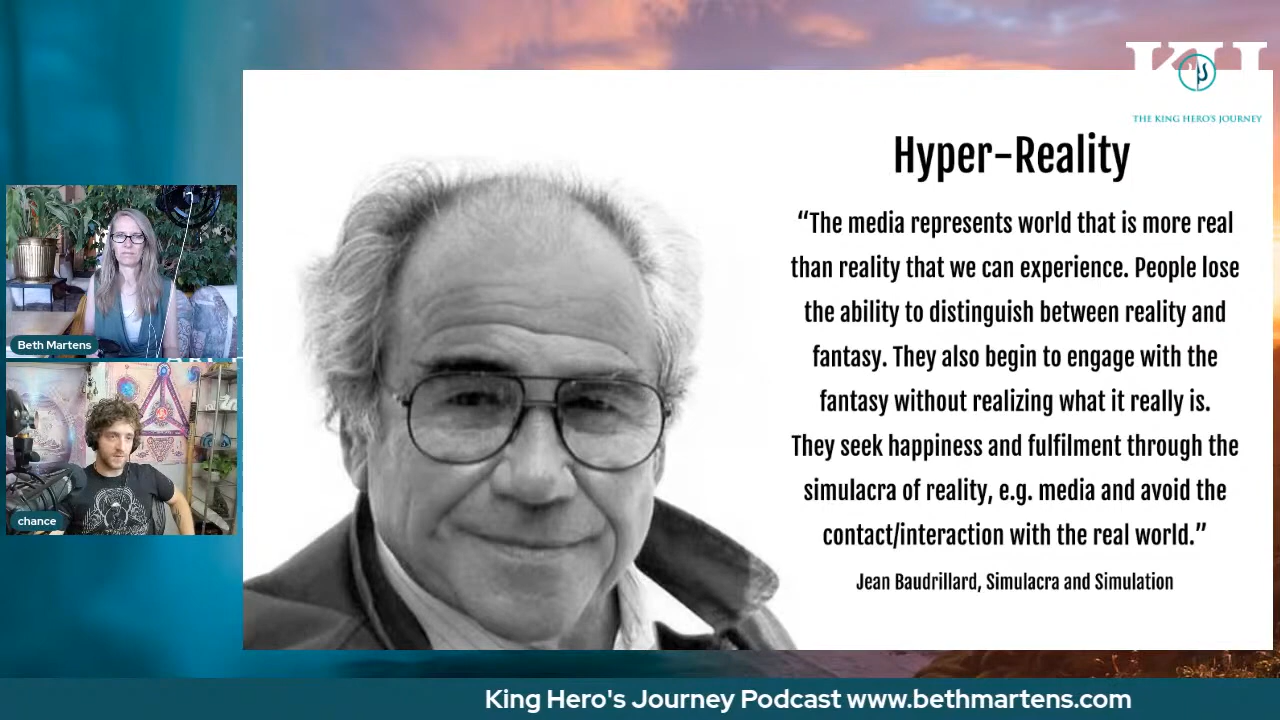 THE KING HERO'S JOURNEY
Hyper-Reality
“The media represents world that is more real
than reality that we can experience. People lose
the ability to distinguish between reality and
fantasy. They also begin to engage with the
fantasy without realizing what it really is.
They seek happiness and fulfilment through the
simulacra of reality, e.g. media and avoid the
contact/interaction with the real world.”
Jean Baudrillard, Simulacra and Simulation
Beth Martens
chance
King Hero's Journey Podcast www.bethmartens.com